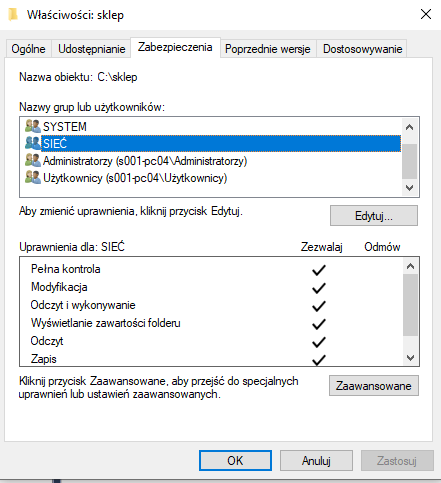 Właściwości: sklep
Ogólne Udostępnianie Zabezpieczenia Poprzednie wersje Dostosowywanie
Nazwa obiektu: C:\sklep
Nazwy grup lub użytkowników:
SYSTEM
SIEĆ
Administratorzy (s001-pc04\Administratorzy)
Użytkownicy (s001-pc04\Użytkownicy)
Aby zmienić uprawnienia, kliknij przycisk Edytuj.
Edytuj...
Uprawnienia dla: SIEĆ Zezwalaj Odmów
Pełna kontrola
Modyfikacja
Odczyt i wykonywanie
Wyświetlanie zawartości folderu
Odczyt
Zapis
Kliknij przycisk Zaawansowane, aby przejść do specjalnych
uprawnień lub ustawień zaawansowanych.
Zaawansowane
OK Anuluj Zastosuj